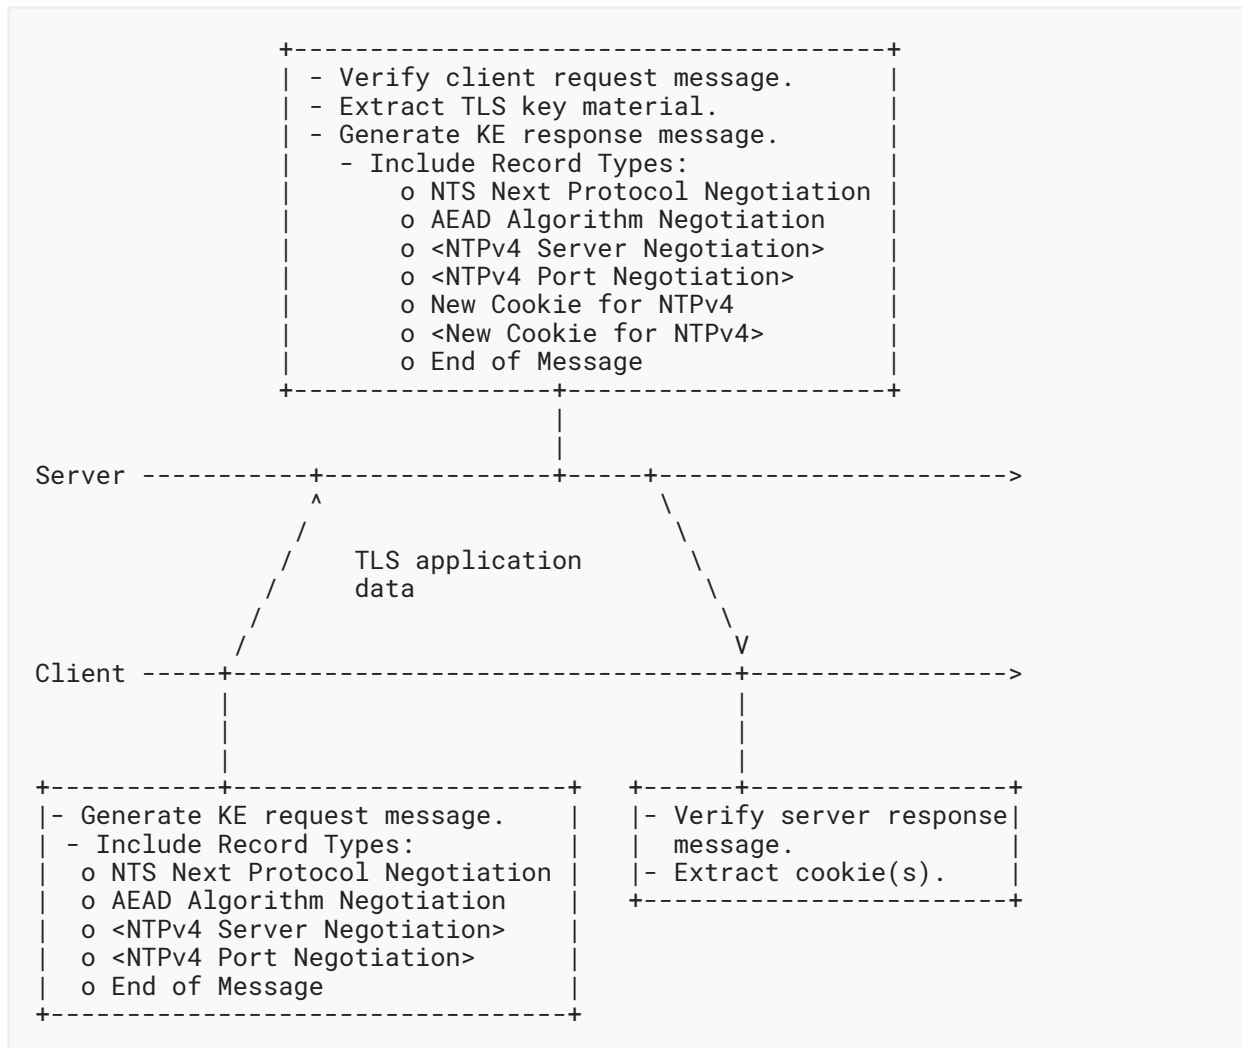 +---------------------------------------+
| - Verify client request message.      |
| - Extract TLS key material.           |
| - Generate KE response message.       |
|   - Include Record Types:             |
|       o NTS Next Protocol Negotiation |
|       o AEAD Algorithm Negotiation    |
|       o <NTPv4 Server Negotiation>    |
|       o <NTPv4 Port Negotiation>      |
|       o New Cookie for NTPv4          |
|       o <New Cookie for NTPv4>        |
|       o End of Message                |
+-----------------+---------------------+
                  |
                  |
Server -----------+---------------+-----+----------------------->
                  ^                      \
                 /                        \
                /    TLS application       \
               /     data                   \
              /                              \
             /                                V
Client -----+---------------------------------+----------------->
            |                                 |
            |                                 |
            |                                 |
+-----------+----------------------+   +------+-----------------+
|- Generate KE request message.    |   |- Verify server response|
| - Include Record Types:          |   |  message.              |
|  o NTS Next Protocol Negotiation |   |- Extract cookie(s).    |
|  o AEAD Algorithm Negotiation    |   +------------------------+
|  o <NTPv4 Server Negotiation>    |
|  o <NTPv4 Port Negotiation>      |
|  o End of Message                |
+----------------------------------+